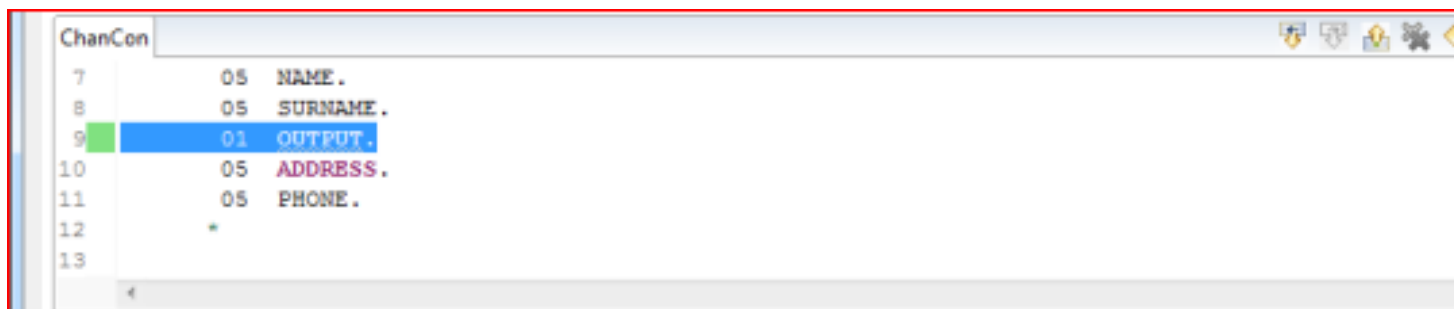 ChanCon
7 05 NAME.
8 05 SURNAME.
9 01 OUTPUT.
10 05 ADDRESS.
11 05 PHONE.
12 *
13